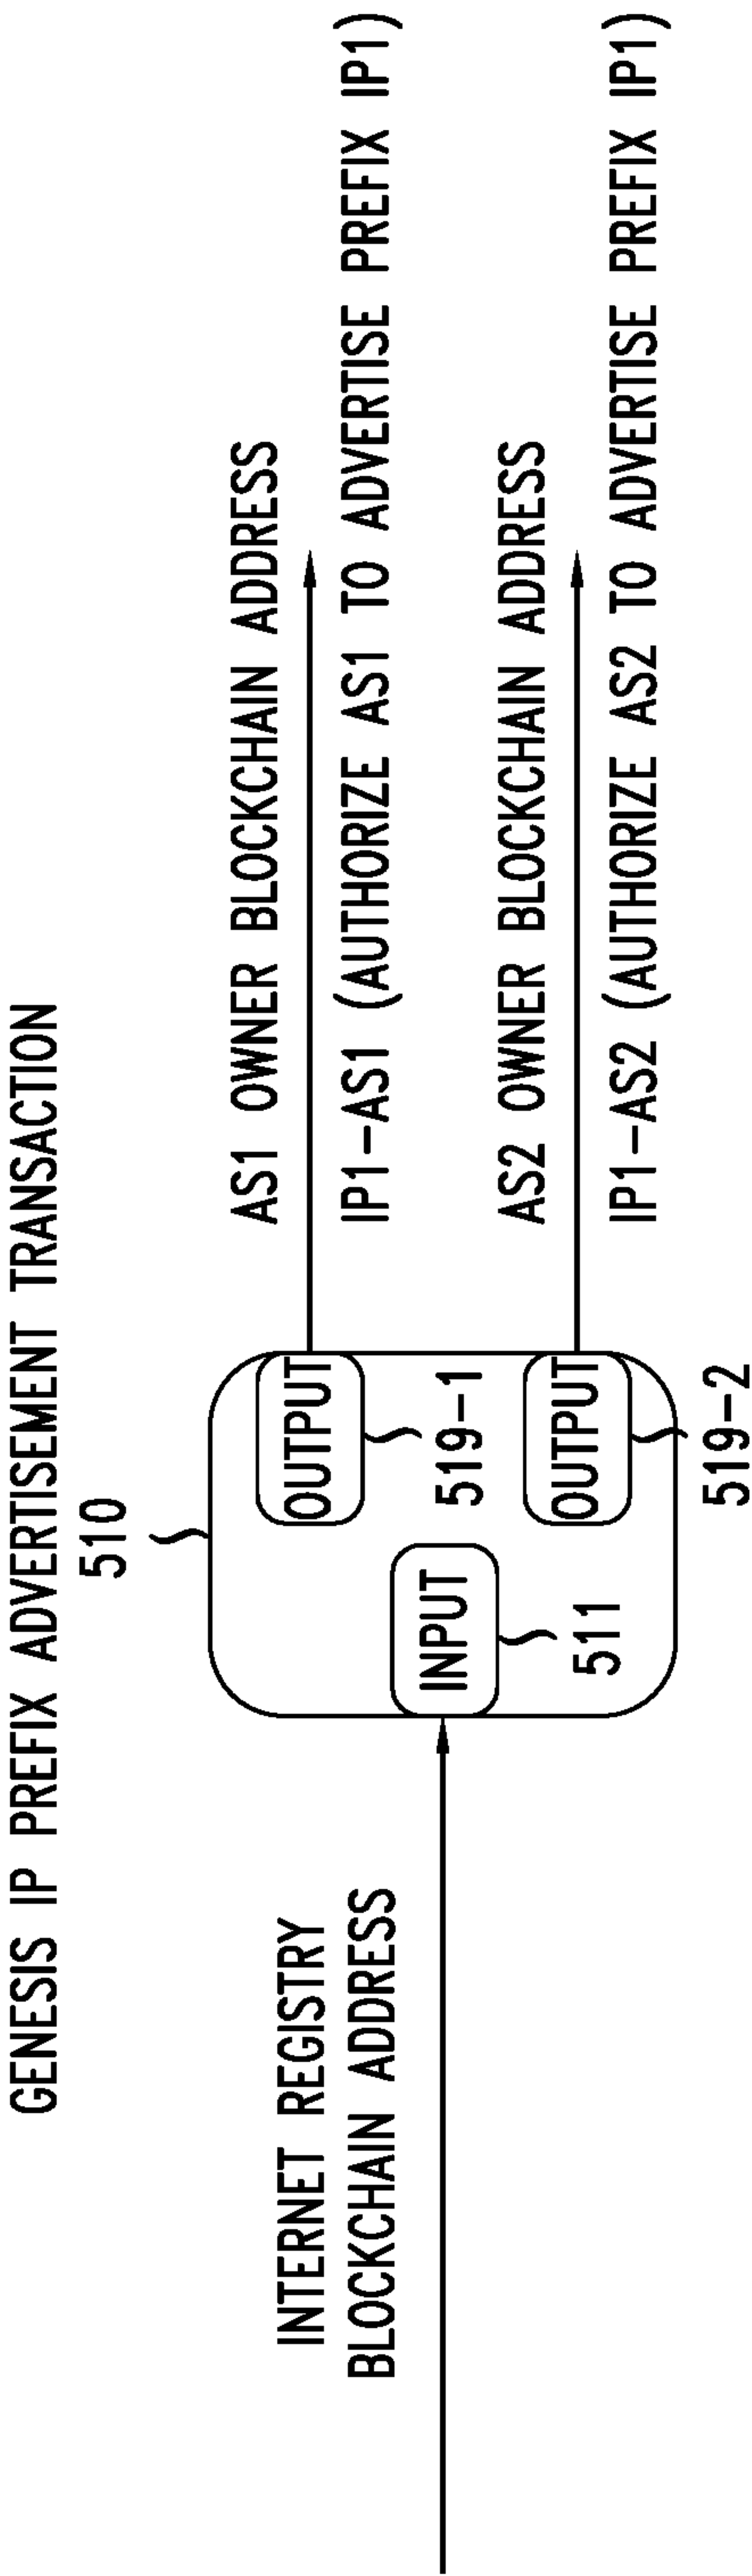 GENESIS IP PREFIX ADVERTISEMENT TRANSACTION
510
INTERNET REGISTRY
BLOCKCHAIN ADDRESS
INPUT
511
OUTPUT
519-1
AS1 OWNER BLOCKCHAIN ADDRESS
IP1-AS1 (AUTHORIZE AS1 TO ADVERTISE PREFIX IP1)
OUTPUT
519-2
AS2 OWNER BLOCKCHAIN ADDRESS
IP1-AS2 (AUTHORIZE AS2 TO ADVERTISE PREFIX IP1)